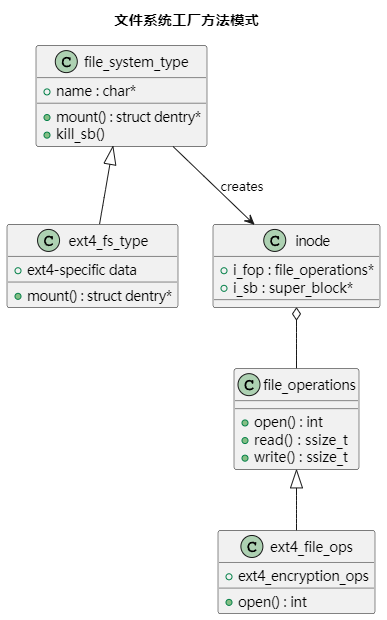 文件系统工厂方法模式
C file_system_type
name : char*
mount() : struct dentry*
kill_sb()
creates
C ext4_fs_type
ext4-specific data
mount() : struct dentry*
C inode
i_fop : file_operations*
i_sb : super_block*
C file_operations
open() : int
read() : ssize_t
write() : ssize_t
C ext4_file_ops
ext4_encryption_ops
open() : int